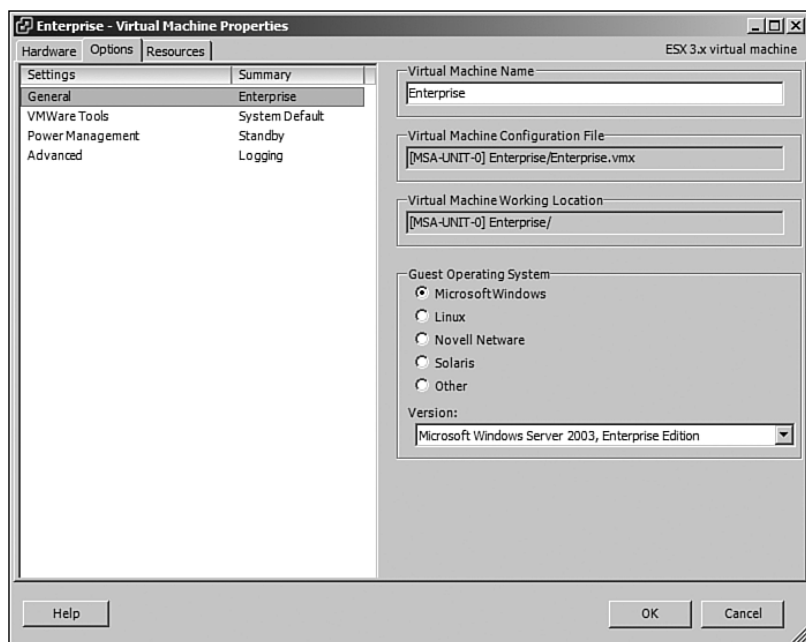 Enterprise - Virtual Machine Properties
Hardware Options Resources
ESX 3.x virtual machine
Settings Summary
General Enterprise
VMWare Tools System Default
Power Management Standby
Advanced Logging
Virtual Machine Name
Enterprise
Virtual Machine Configuration File
[MSA-UNIT-0] Enterprise/Enterprise.vmx
Virtual Machine Working Location
[MSA-UNIT-0] Enterprise/
Guest Operating System
Microsoft Windows
Linux
Novell Netware
Solaris
Other
Version:
Microsoft Windows Server 2003, Enterprise Edition
Help OK Cancel